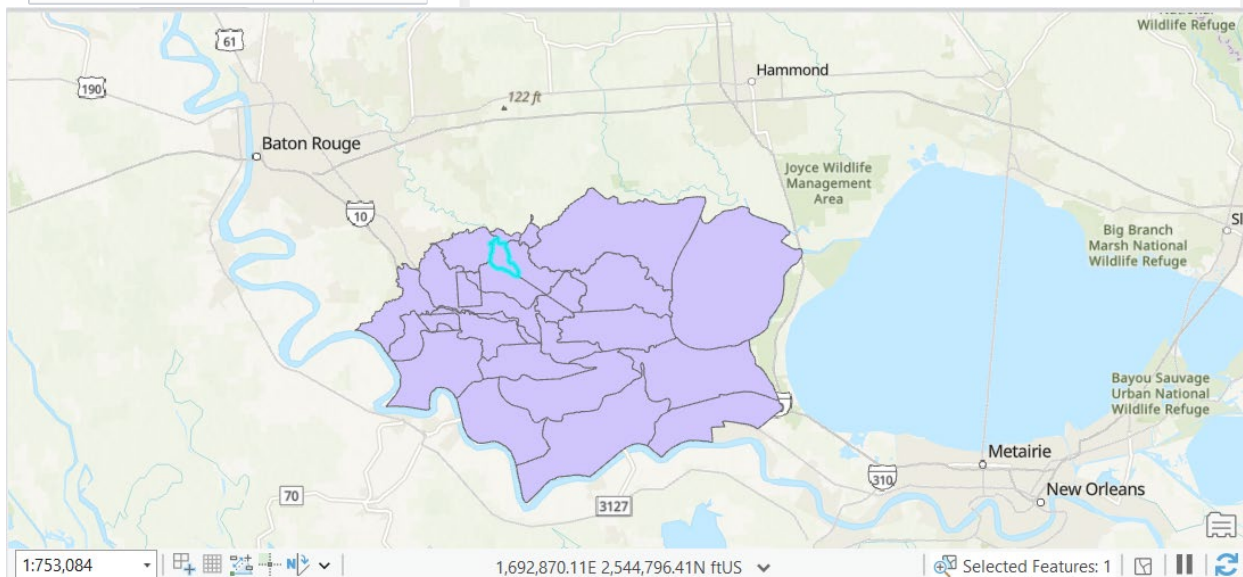 Wildlife Refuge
61
Hammond
190
122 ft
Baton Rouge
Joyce Wildlife
Management
Area
10
Sl
Big Branch
Marsh National
Wildlife Refuge
Bayou Sauvage
Urban National
Wildlife Refuge
Metairie
310
70
New Orleans
3127
1:753,084
N
1,692,870.11E 2,544,796.41N ftUS
Selected Features: 1